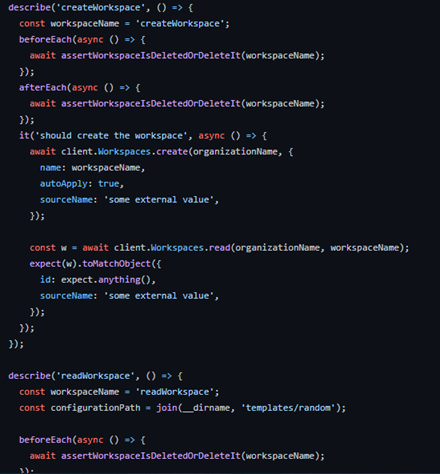 describe('createWorkspace', () => {
  const workspaceName = 'createWorkspace';
  beforeEach(async () => {
    await assertWorkspaceIsDeletedOrDeleteIt(workspaceName);
  });
  afterEach(async () => {
    await assertWorkspaceIsDeletedOrDeleteIt(workspaceName);
  });
  it('should create the workspace', async () => {
    await client.Workspaces.create(organizationName, {
      name: workspaceName,
      autoApply: true,
      sourceName: 'some external value',
    });

    const w = await client.Workspaces.read(organizationName, workspaceName);
    expect(w).toMatchObject({
      id: expect.anything(),
      sourceName: 'some external value',
    });
  });
});

describe('readWorkspace', () => {
  const workspaceName = 'readWorkspace';
  const configurationPath = join(__dirname, 'templates/random');

  beforeEach(async () => {
    await assertWorkspaceIsDeletedOrDeleteIt(workspaceName);
  });